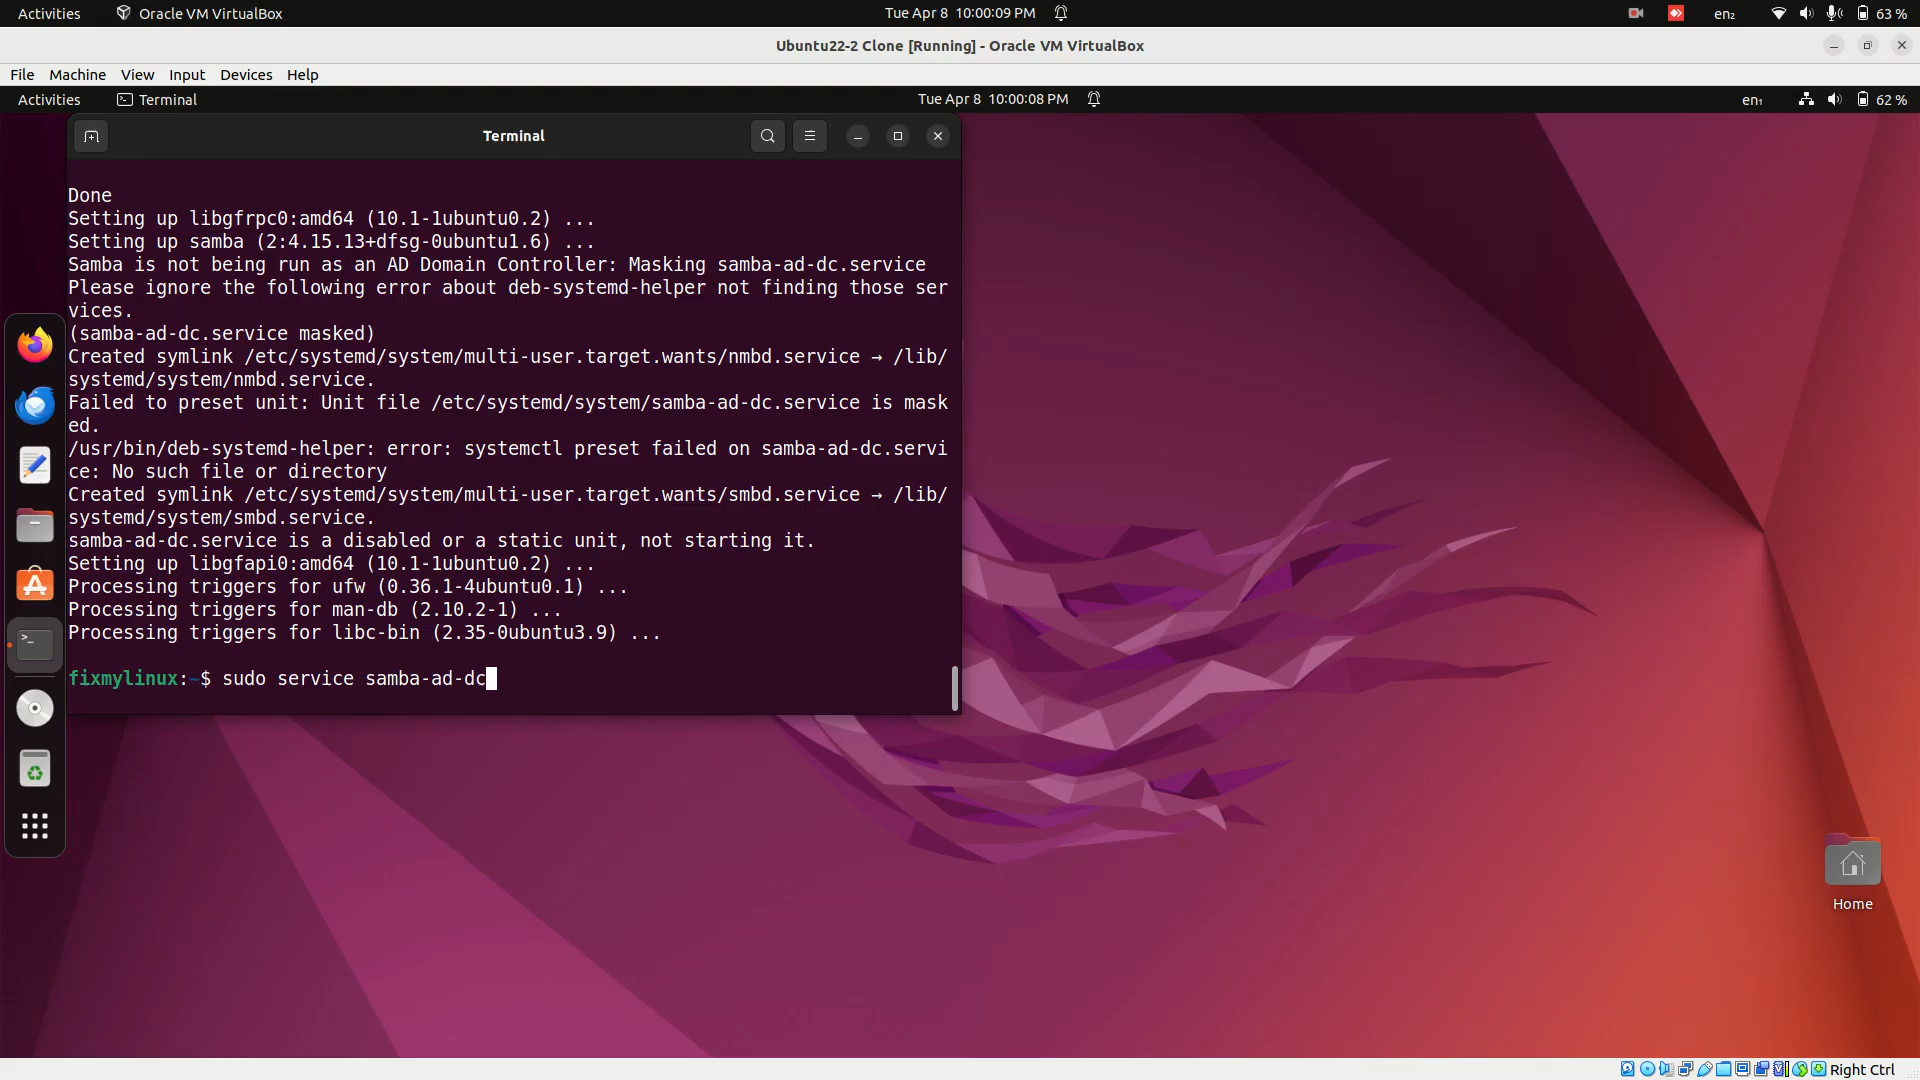 Activities
Oracle VM VirtualBox
Tue Apr 8 10:00:09 PM
en₂
63 %
Ubuntu22-2 Clone [Running] - Oracle VM VirtualBox
File Machine View Input Devices Help
Activities
Terminal
Tue Apr 8 10:00:08 PM
en₁
62 %
Terminal
Done
Setting up libgfrpc0:amd64 (10.1-1ubuntu0.2) ...
Setting up samba (2:4.15.13+dfsg-0ubuntu1.6) ...
Samba is not being run as an AD Domain Controller: Masking samba-ad-dc.service
Please ignore the following error about deb-systemd-helper not finding those ser
vices.
(samba-ad-dc.service masked)
Created symlink /etc/systemd/system/multi-user.target.wants/nmbd.service → /lib/
systemd/system/nmbd.service.
Failed to preset unit: Unit file /etc/systemd/system/samba-ad-dc.service is mask
ed.
/usr/bin/deb-systemd-helper: error: systemctl preset failed on samba-ad-dc.servi
ce: No such file or directory
Created symlink /etc/systemd/system/multi-user.target.wants/smbd.service → /lib/
systemd/system/smbd.service.
samba-ad-dc.service is a disabled or a static unit, not starting it.
Setting up libgfapi0:amd64 (10.1-1ubuntu0.2) ...
Processing triggers for ufw (0.36.1-4ubuntu0.1) ...
Processing triggers for man-db (2.10.2-1) ...
Processing triggers for libc-bin (2.35-0ubuntu3.9) ...
fixmylinux:~$ sudo service samba-ad-dc
Home
Right Ctrl